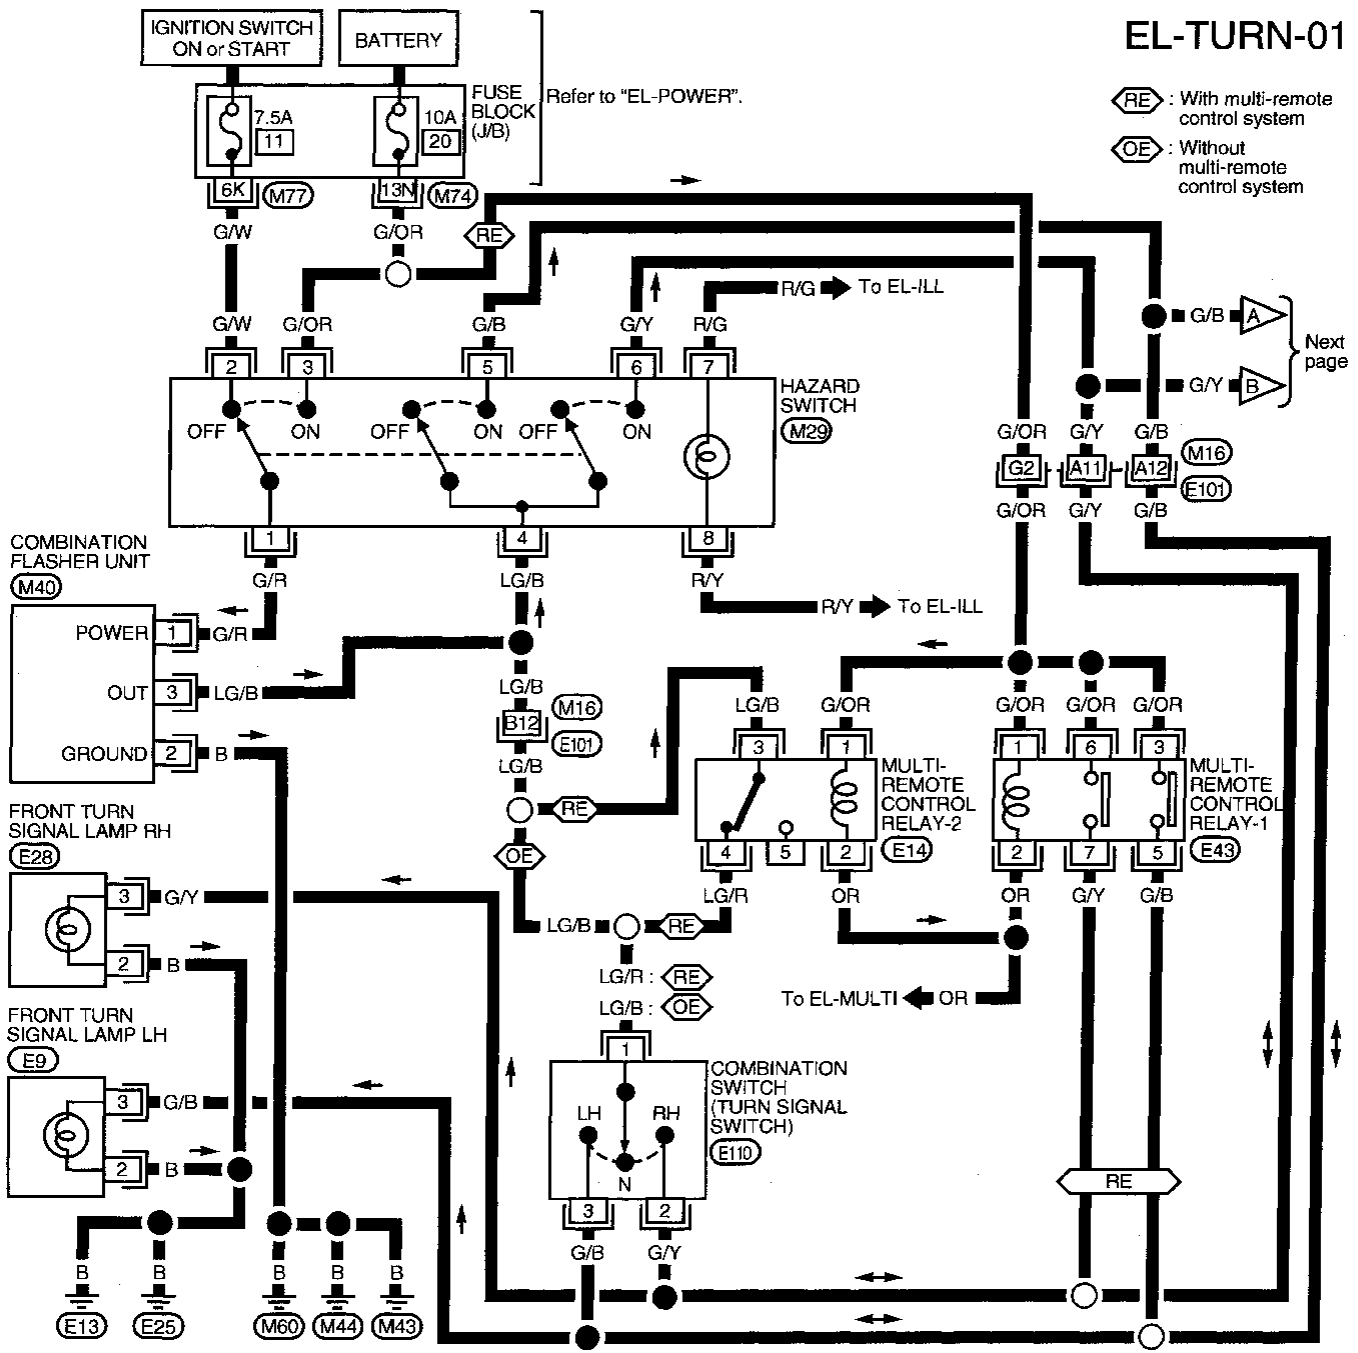 IGNITION SWITCH
ON or START
BATTERY
EL-TURN-01
Refer to "EL-POWER".
FUSE
BLOCK
(J/B)
7.5A
11
10A
20
6K
M77
13N
M74
RE : With multi-remote
control system
OE : Without
multi-remote
control system
G/W
G/OR
RE
R/G
To EL-ILL
G/W
G/OR
G/B
G/Y
R/G
G/B
A
Next
page
G/Y
B
2
3
5
6
7
HAZARD
SWITCH
M29
OFF
ON
OFF
ON
OFF
ON
G/OR
G/Y
G/B
G2
A11
A12
M16
E101
G/OR
G/Y
G/B
1
4
8
G/R
LG/B
R/Y
R/Y
To EL-ILL
COMBINATION
FLASHER UNIT
M40
POWER
1
G/R
OUT
3
LG/B
GROUND
2
B
LG/B
B12
M16
E101
LG/B
RE
OE
LG/B
G/OR
G/OR
G/OR
G/OR
3
1
1
6
3
MULTI-
REMOTE
CONTROL
RELAY-2
E14
MULTI-
REMOTE
CONTROL
RELAY-1
E43
4
5
2
2
7
5
LG/R
OR
OR
G/Y
G/B
FRONT TURN
SIGNAL LAMP RH
E28
3
G/Y
2
B
LG/B
RE
LG/R : RE
LG/B : OE
To EL-MULTI
OR
FRONT TURN
SIGNAL LAMP LH
E9
3
G/B
2
B
1
COMBINATION
SWITCH
(TURN SIGNAL
SWITCH)
E110
LH
RH
N
3
2
G/B
G/Y
RE
B
B
B
B
B
E13
E25
M60
M44
M43